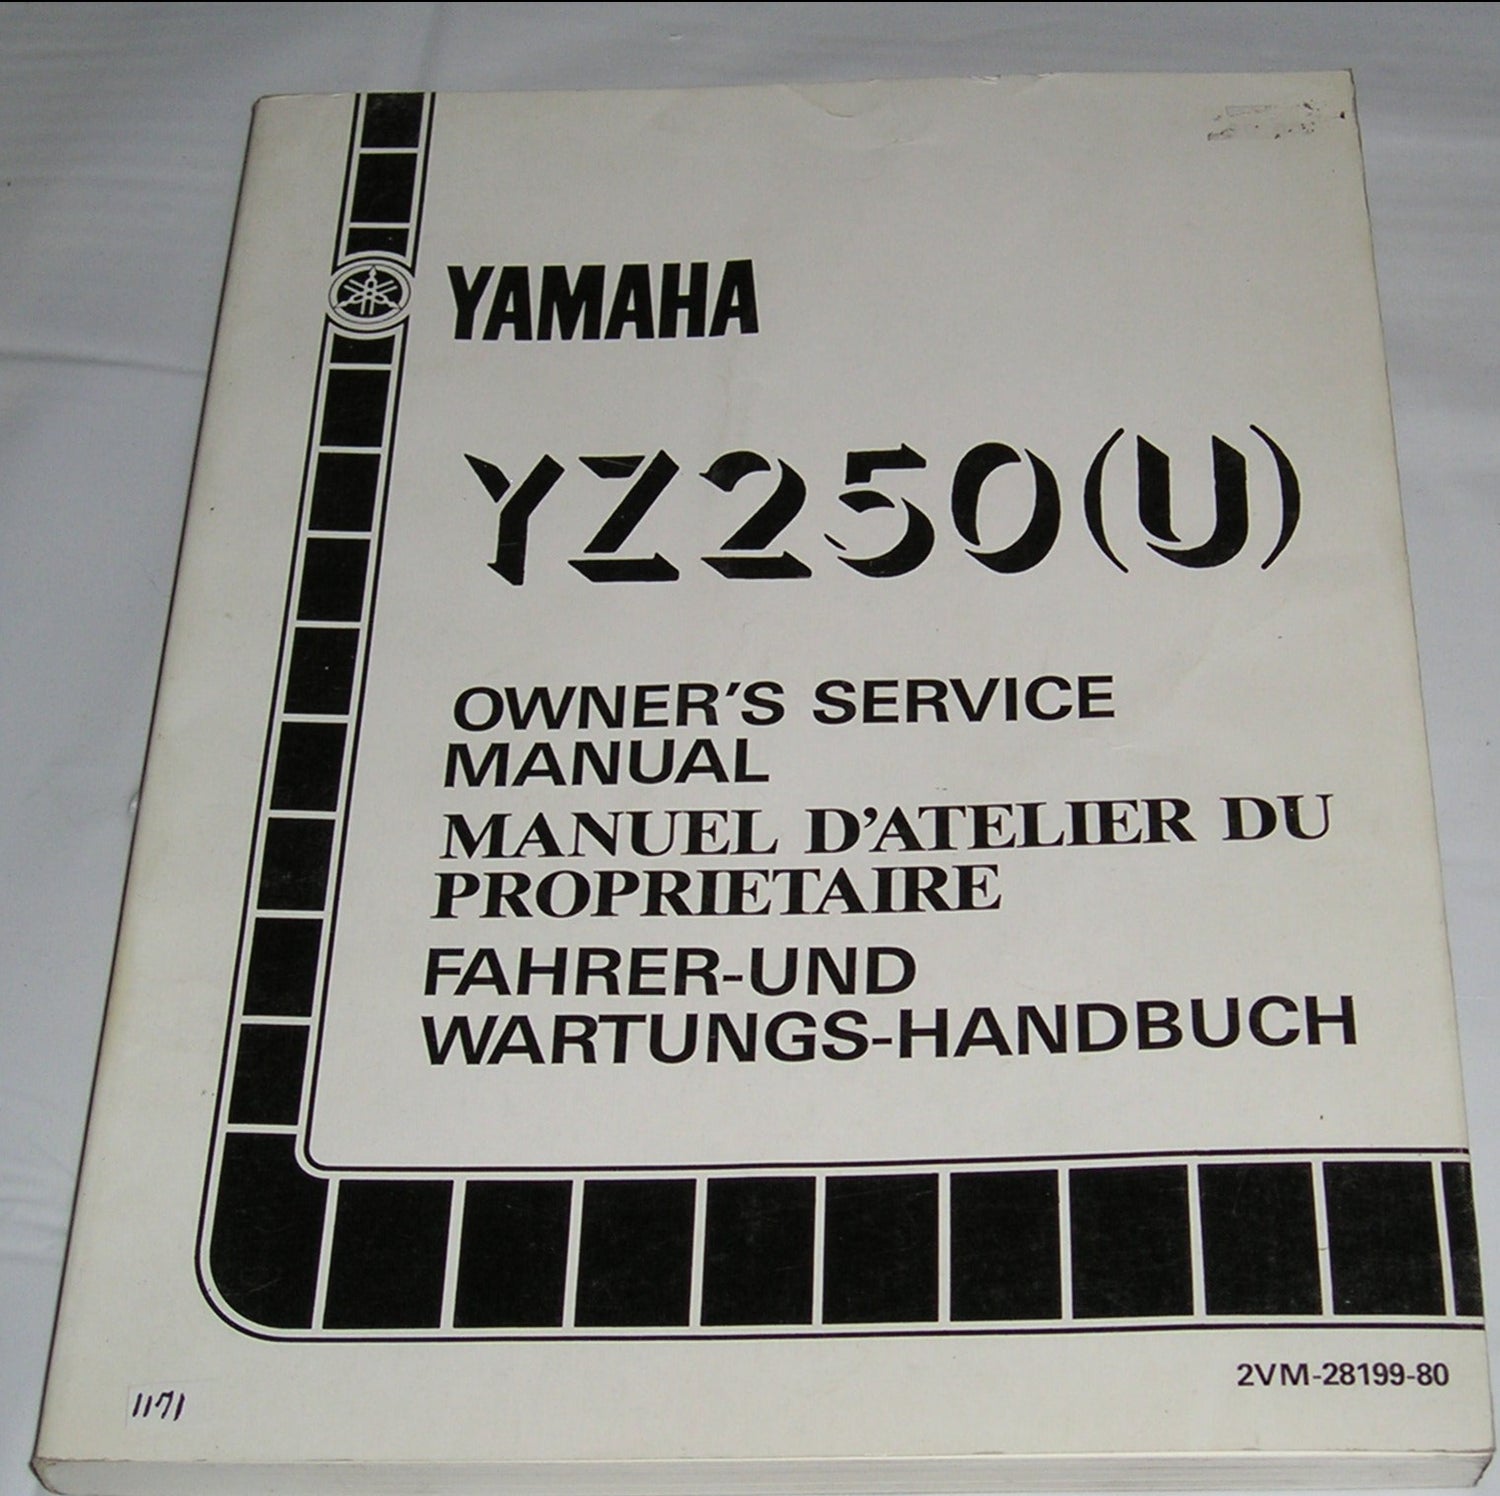 YAMAHA
YZ250(U)
OWNER'S SERVICE
MANUAL
MANUEL D'ATELIER DU
PROPRIETAIRE
FAHRER-UND
WARTUNGS-HANDBUCH
2VM-28199-80
1171